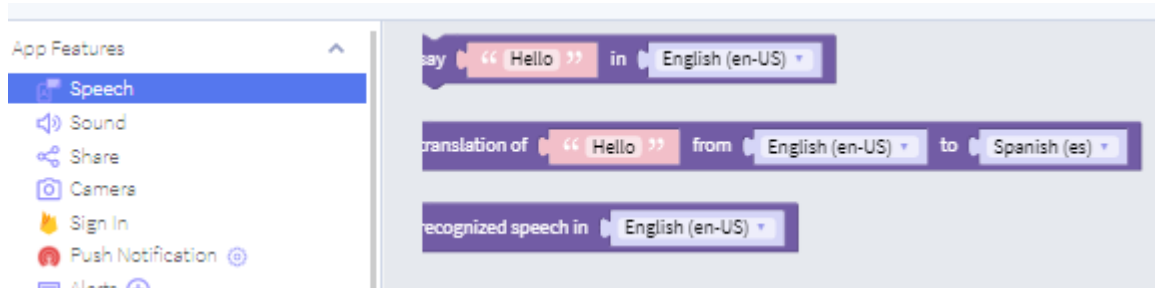 App Features
Speech
Sound
Share
Camera
Sign In
Push Notification
Alerts
say “ Hello ” in English (en-US)
translation of “ Hello ” from English (en-US) to Spanish (es)
recognized speech in English (en-US)